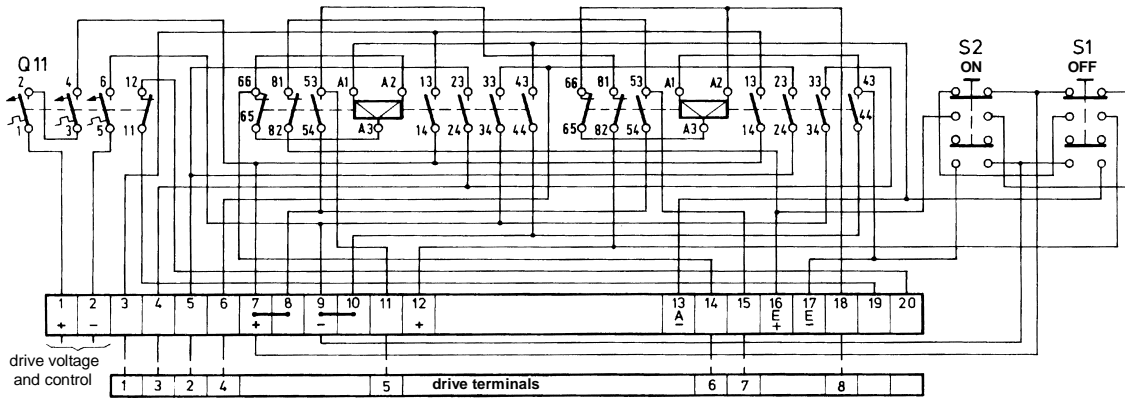 Q11
S2
ON
S1
OFF
2 4 6 12
1 3 5 11
66 81 53 A1 A2 13 23 33 43
65 82 54 A3 14 24 34 44
66 81 53 A1 A2 13 23 33 43
65 82 54 A3 14 24 34 44
1 2 3 4 5 6 7 8 9 10 11 12 13 14 15 16 17 18 19 20
+ − + − + A − E + E −
drive voltage
and control
1 3 2 4 5 drive terminals 6 7 8